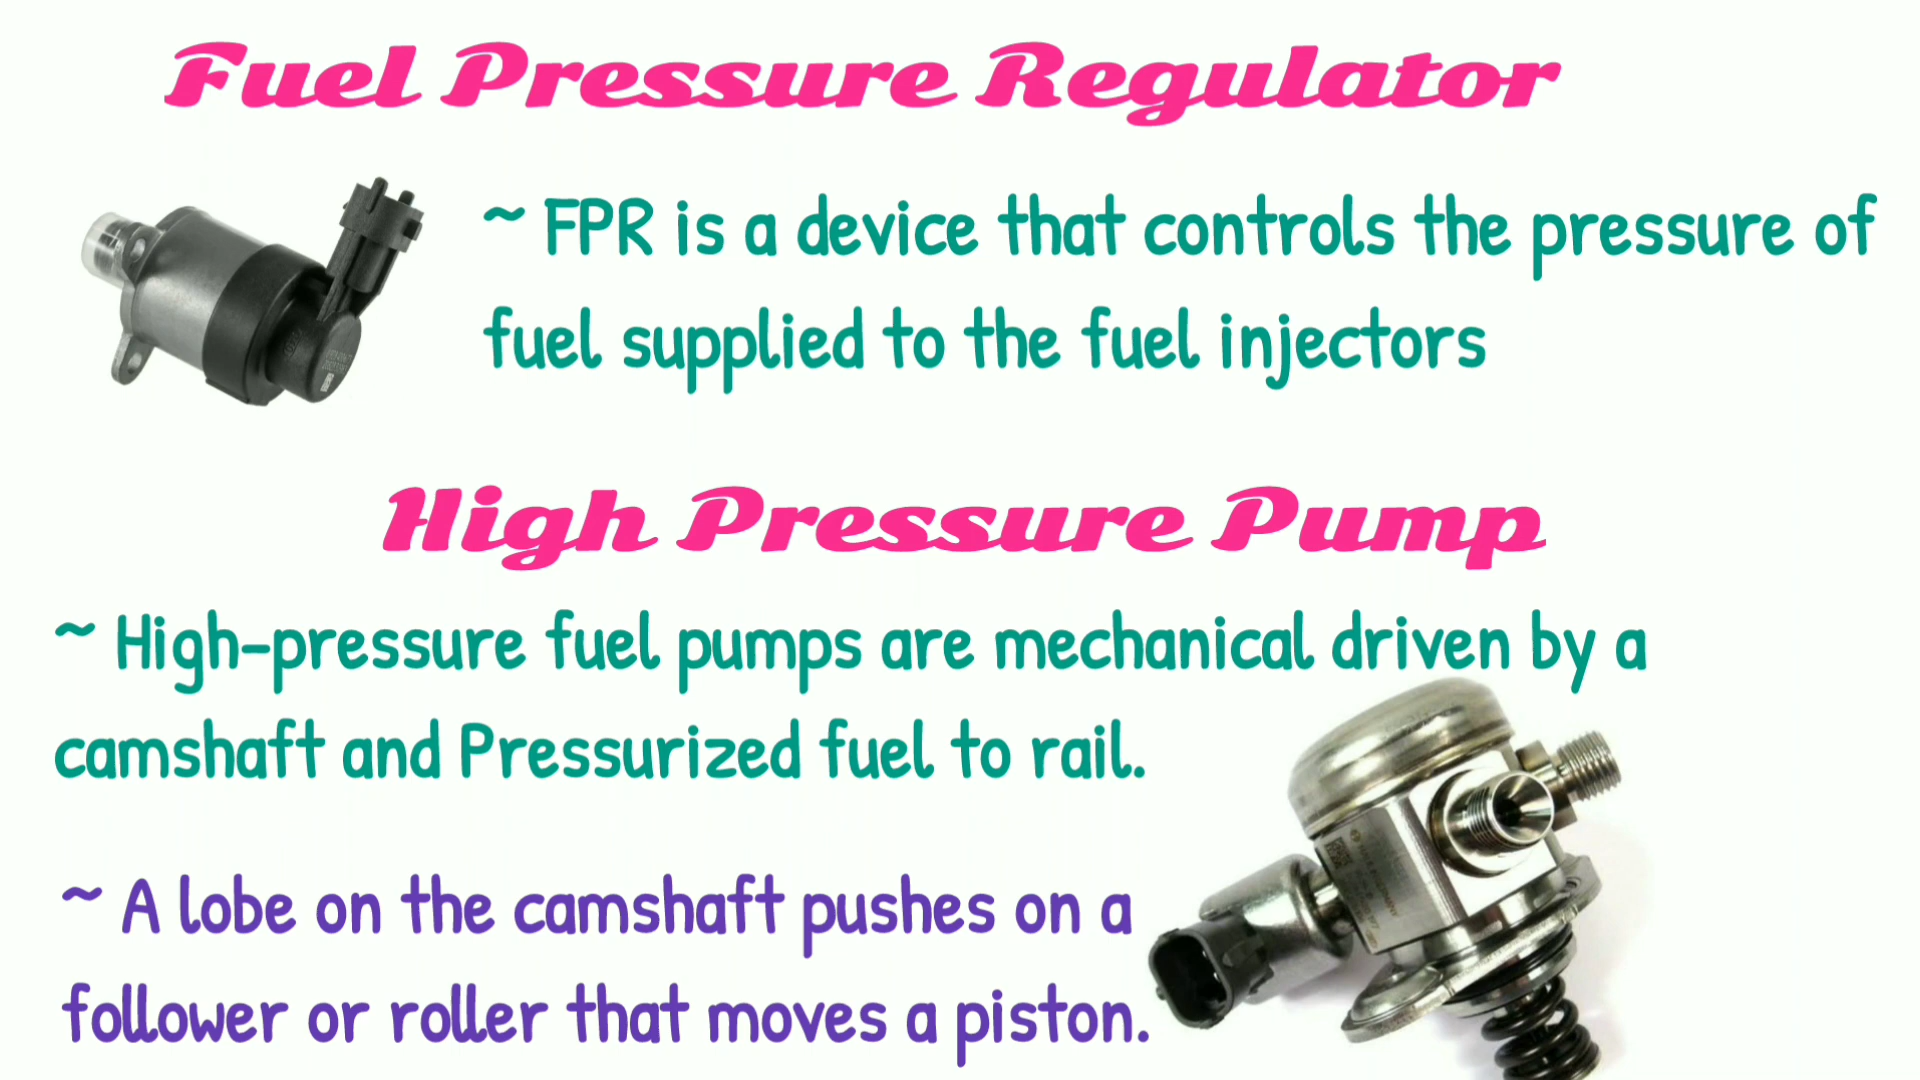 Fuel Pressure Regulator
~ FPR is a device that controls the pressure of
fuel supplied to the fuel injectors
High Pressure Pump
~ High-pressure fuel pumps are mechanical driven by a
camshaft and Pressurized fuel to rail.
~ A lobe on the camshaft pushes on a
follower or roller that moves a piston.